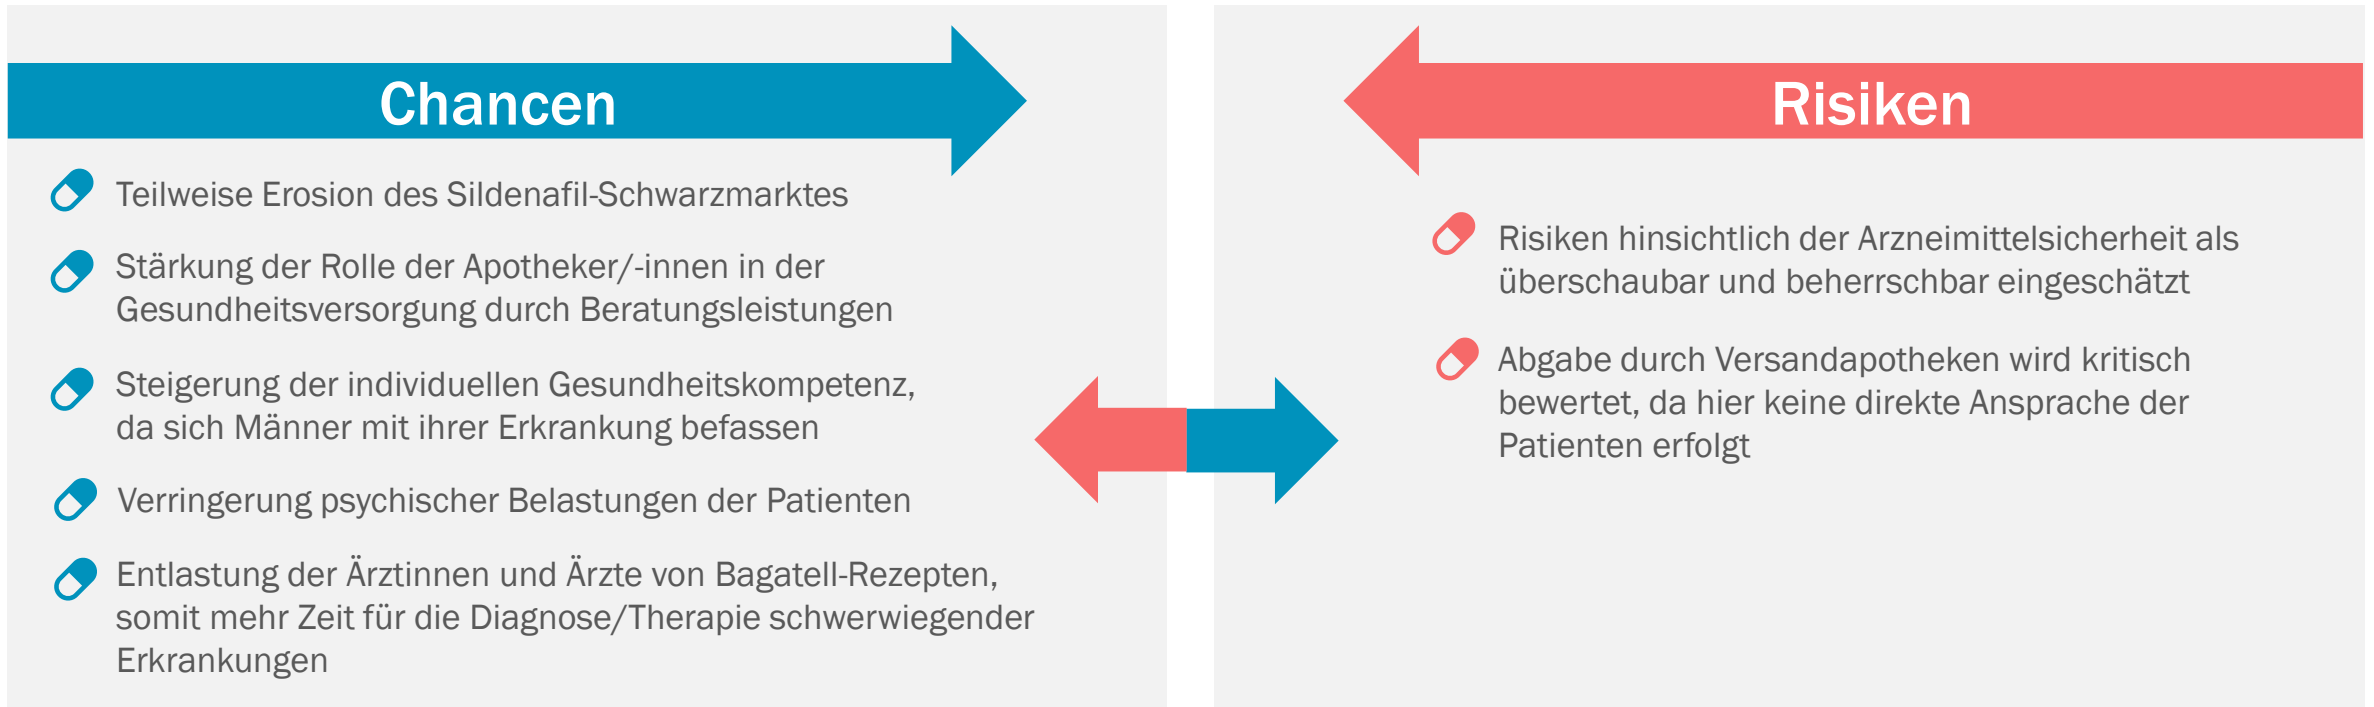 Chancen
Teilweise Erosion des Sildenafil-Schwarzmarktes
Stärkung der Rolle der Apotheker/-innen in der
Gesundheitsversorgung durch Beratungsleistungen
Steigerung der individuellen Gesundheitskompetenz,
da sich Männer mit ihrer Erkrankung befassen
Verringerung psychischer Belastungen der Patienten
Entlastung der Ärztinnen und Ärzte von Bagatell-Rezepten,
somit mehr Zeit für die Diagnose/Therapie schwerwiegender
Erkrankungen
Risiken
Risiken hinsichtlich der Arzneimittelsicherheit als
überschaubar und beherrschbar eingeschätzt
Abgabe durch Versandapotheken wird kritisch
bewertet, da hier keine direkte Ansprache der
Patienten erfolgt